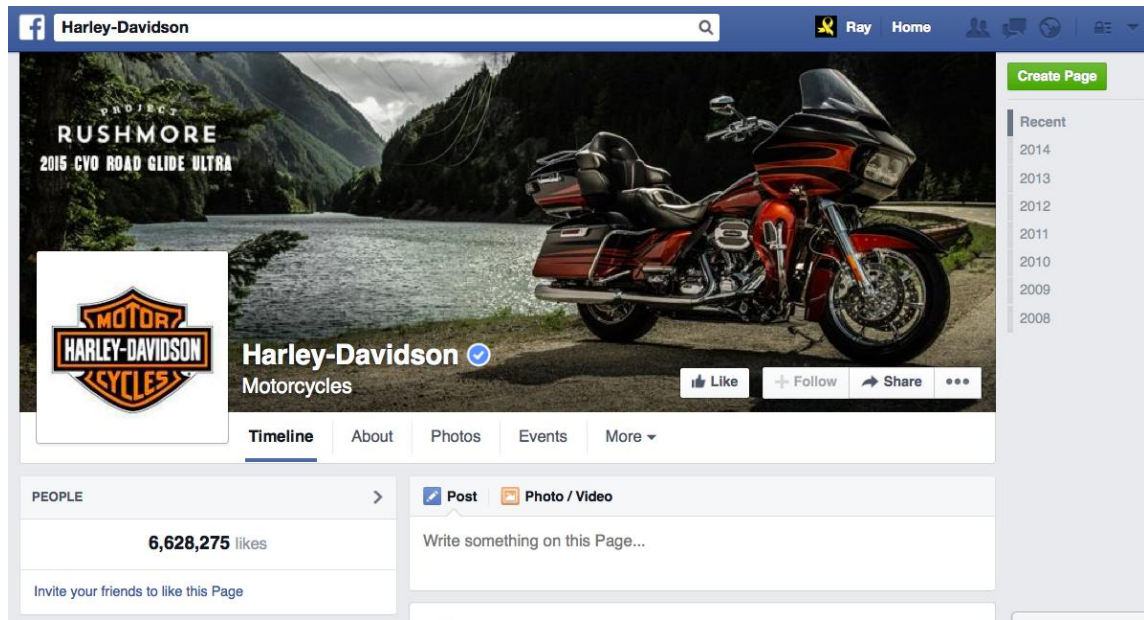 Harley-Davidson
Ray Home
Create Page
PROJECT
RUSHMORE
2015 CVO ROAD GLIDE ULTRA
Recent
2014
2013
2012
2011
2010
2009
2008
MOTOR
HARLEY-DAVIDSON
CYCLES
Harley-Davidson
Motorcycles
Like Follow Share
Timeline About Photos Events More
PEOPLE
6,628,275 likes
Invite your friends to like this Page
Post Photo / Video
Write something on this Page...